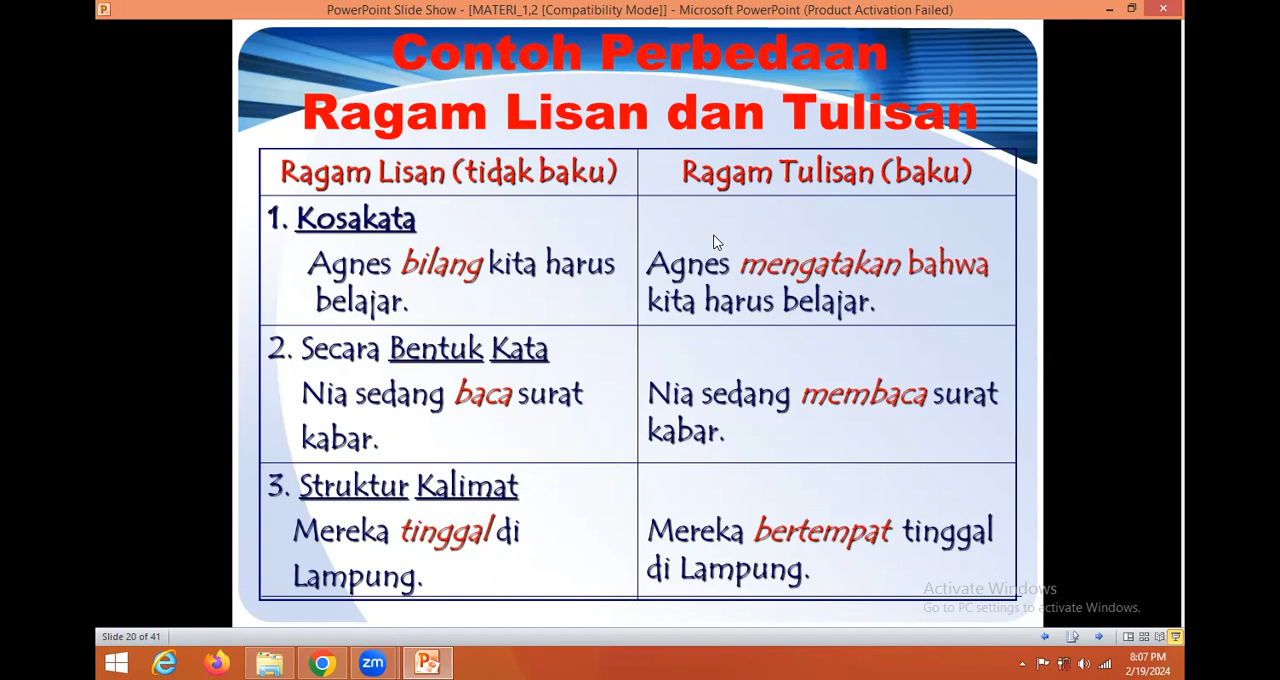 PowerPoint Slide Show - [MATERI_1,2 [Compatibility Mode]] - Microsoft PowerPoint (Product Activation Failed)
Contoh Perbedaan
Ragam Lisan dan Tulisan
Ragam Lisan (tidak baku)
Ragam Tulisan (baku)
1. Kosakata
Agnes bilang kita harus
belajar.
Agnes mengatakan bahwa
kita harus belajar.
2. Secara Bentuk Kata
Nia sedang baca surat
kabar.
Nia sedang membaca surat
kabar.
3. Struktur Kalimat
Mereka tinggal di
Lampung.
Mereka bertempat tinggal
di Lampung.
Activate Windows
Go to PC settings to activate Windows.
Slide 20 of 41
zm
8:07 PM
2/19/2024